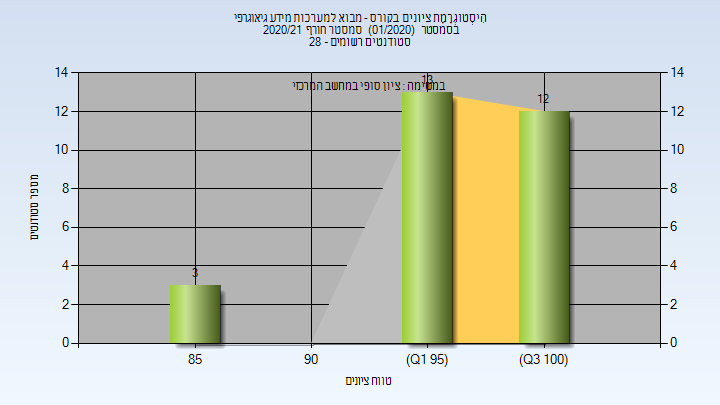 היסטוגרמת ציונים בקורס - מבוא למערכות מידע גיאוגרפי
בסמסטר (01/2020) סמסטר חורף 2020/21
סטודנטים רשומים - 28
במשימה : ציון סופי במחשב המרכזי
14 14
13
12 12
12
10 10
8 8
6 6
4 4
3
2 2
0 0
מספר סטודנטים
85 90 (Q1 95) (Q3 100)
טווח ציונים